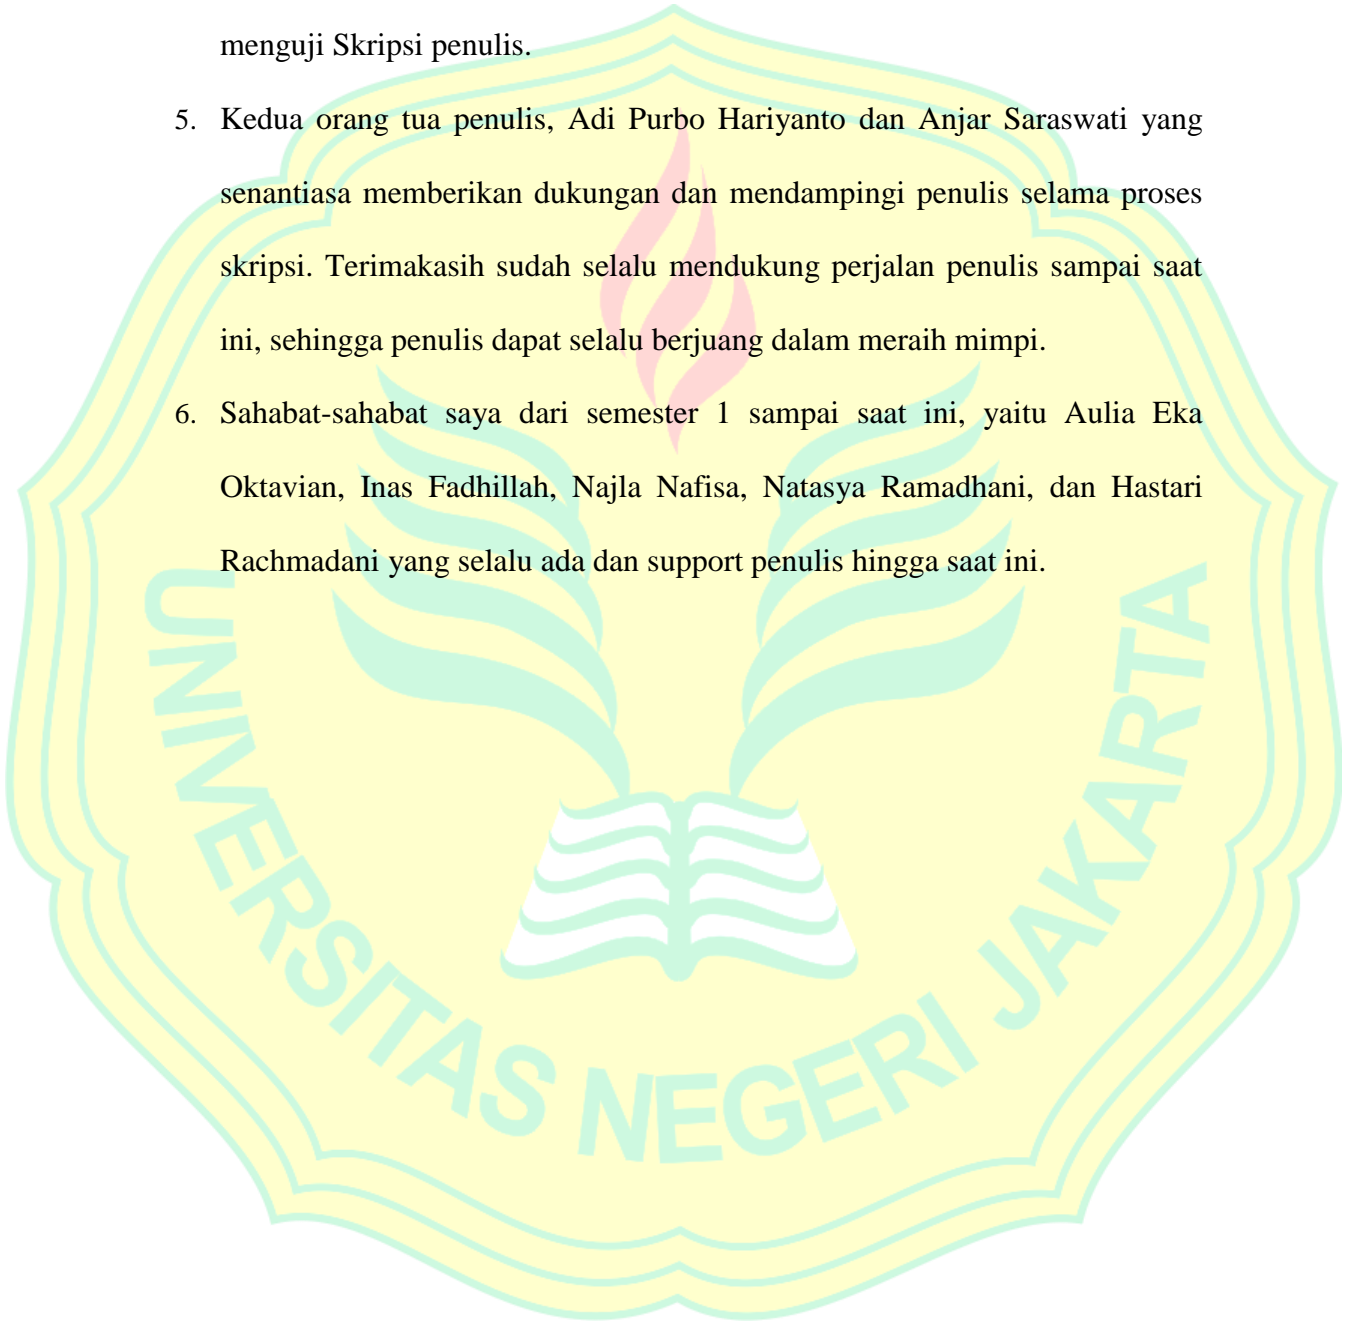 menguji Skripsi penulis.
5. Kedua orang tua penulis, Adi Purbo Hariyanto dan Anjar Saraswati yang
senantiasa memberikan dukungan dan mendampingi penulis selama proses
skripsi. Terimakasih sudah selalu mendukung perjalan penulis sampai saat
ini, sehingga penulis dapat selalu berjuang dalam meraih mimpi.
6. Sahabat-sahabat saya dari semester 1 sampai saat ini, yaitu Aulia Eka
Oktavian, Inas Fadhillah, Najla Nafisa, Natasya Ramadhani, dan Hastari
Rachmadani yang selalu ada dan support penulis hingga saat ini.
UNIVERSITAS NEGERI JAKARTA